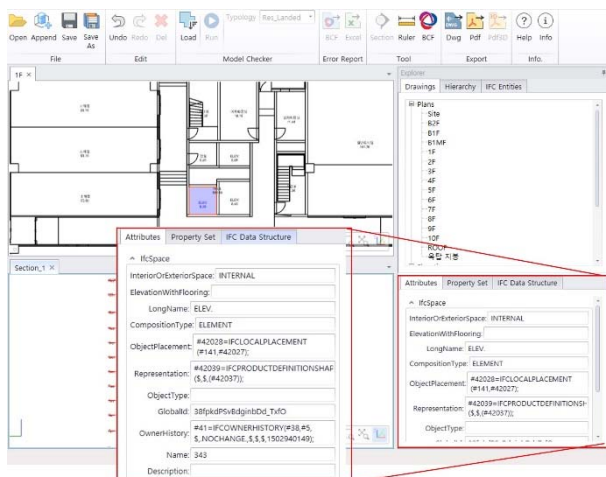 Typology Res_Landed
Open Append Save Save As Undo Redo Del Load Run BCF Excel Section Ruler BCF Dwg Pdf Pdf3D Help Info
File Edit Model Checker Error Report Tool Export Info.
1F
Explorer
Drawings Hierarchy IFC Entities
Plans
Site
B2F
B1F
B1MF
1F
2F
3F
4F
5F
6F
7F
8F
9F
10F
ROOF
옥탑 지붕
Section_1
Attributes Property Set IFC Data Structure
IfcSpace
InteriorOrExteriorSpace: INTERNAL
ElevationWithFlooring:
LongName: ELEV.
CompositionType: ELEMENT
ObjectPlacement: #42028=IFCLOCALPLACEMENT
(#141,#42027);
Representation: #42039=IFCPRODUCTDEFINITIONSHAP
($,$,(#42037));
ObjectType:
GlobalId: 38fpkdPSvBdginbDd_TxfO
OwnerHistory: #41=IFCOWNERHISTORY(#38,#5,
$,.NOCHANGE.,$,$,$,1502940149);
Name: 343
Description:
Attributes Property Set IFC Data Structure
IfcSpace
InteriorOrExteriorSpace: INTERNAL
ElevationWithFlooring:
LongName: ELEV.
CompositionType: ELEMENT
ObjectPlacement: #42028=IFCLOCALPLACEMENT
(#141,#42027);
Representation: #42039=IFCPRODUCTDEFINITIONSH
($,$,(#42037));
ObjectType: